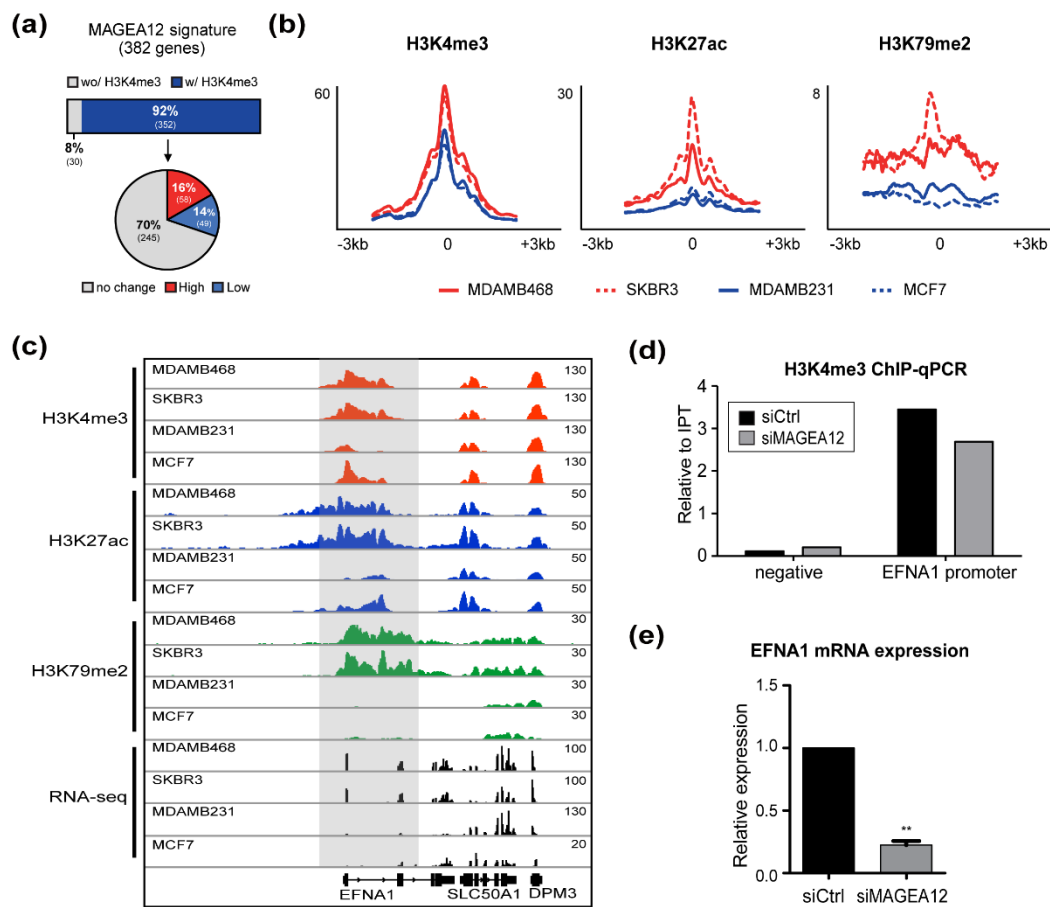 (a)
MAGEA12 signature
(382 genes)
wo/ H3K4me3 w/ H3K4me3
92%
(352)
8%
(30)
16%
(58)
14%
(49)
70%
(245)
no change High Low
(b)
H3K4me3 H3K27ac H3K79me2
60 30 8
-3kb 0 +3kb -3kb 0 +3kb -3kb 0 +3kb
MDAMB468 SKBR3 MDAMB231 MCF7
(c)
H3K4me3
MDAMB468 130
SKBR3 130
MDAMB231 130
MCF7 130
H3K27ac
MDAMB468 50
SKBR3 50
MDAMB231 50
MCF7 50
H3K79me2
MDAMB468 30
SKBR3 30
MDAMB231 30
MCF7 30
RNA-seq
MDAMB468 100
SKBR3 100
MDAMB231 130
MCF7 20
EFNA1 SLC50A1 DPM3
(d)
H3K4me3 ChIP-qPCR
siCtrl
siMAGEA12
Relative to IPT
4
3
2
1
0
negative EFNA1 promoter
(e)
EFNA1 mRNA expression
Relative expression
1.5
1.0
0.5
0.0
**
siCtrl siMAGEA12